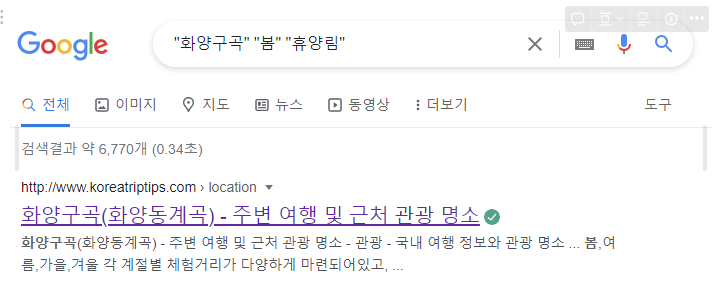 Google
"화양구곡" "봄" "휴양림"
전체 이미지 지도 뉴스 동영상 더보기 도구
검색결과 약 6,770개 (0.34초)
http://www.koreatriptips.com › location
화양구곡(화양동계곡) - 주변 여행 및 근처 관광 명소
화양구곡(화양동계곡) - 주변 여행 및 근처 관광 명소 - 관광 - 국내 여행 정보와 관광 명소 ... 봄,여
름,가을,겨울 각 계절별 체험거리가 다양하게 마련되어있고, ...